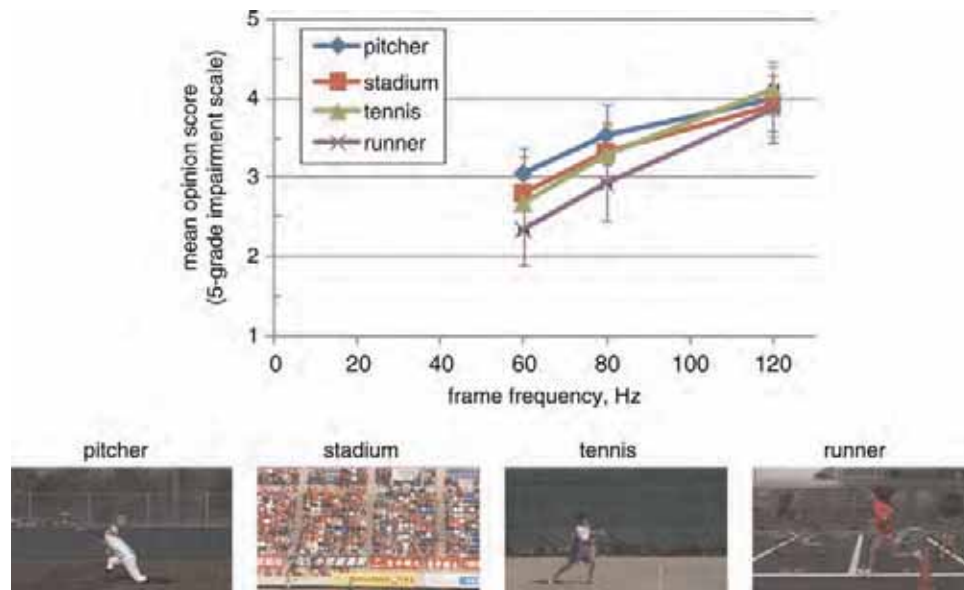 5
4
3
2
1
mean opinion score
(5-grade impairment scale)
pitcher
stadium
tennis
runner
0 20 40 60 80 100 120
frame frequency, Hz
pitcher stadium tennis runner